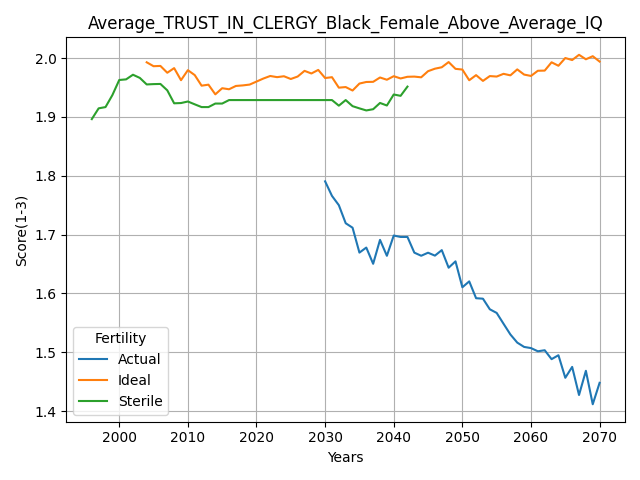 Average_TRUST_IN_CLERGY_Black_Female_Above_Average_IQ
2.0
1.9
1.8
1.7
1.6
1.5
1.4
Score(1-3)
Fertility
Actual
Ideal
Sterile
2000 2010 2020 2030 2040 2050 2060 2070
Years